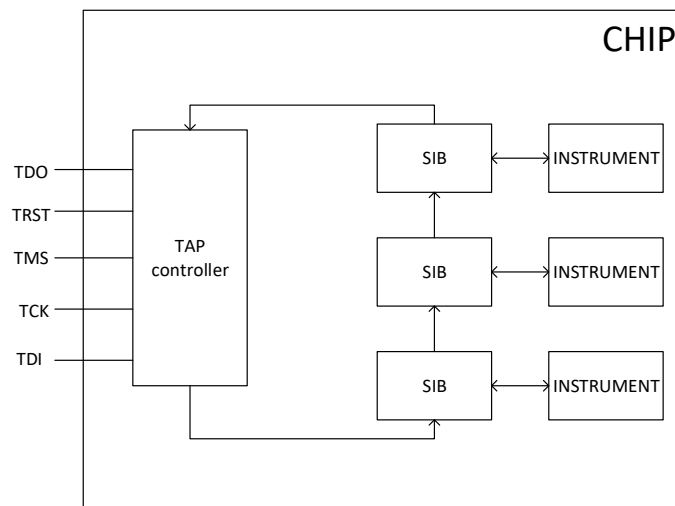 CHIP
SIB
INSTRUMENT
TDO
TRST
TMS
TCK
TDI
TAP
controller
SIB
INSTRUMENT
SIB
INSTRUMENT